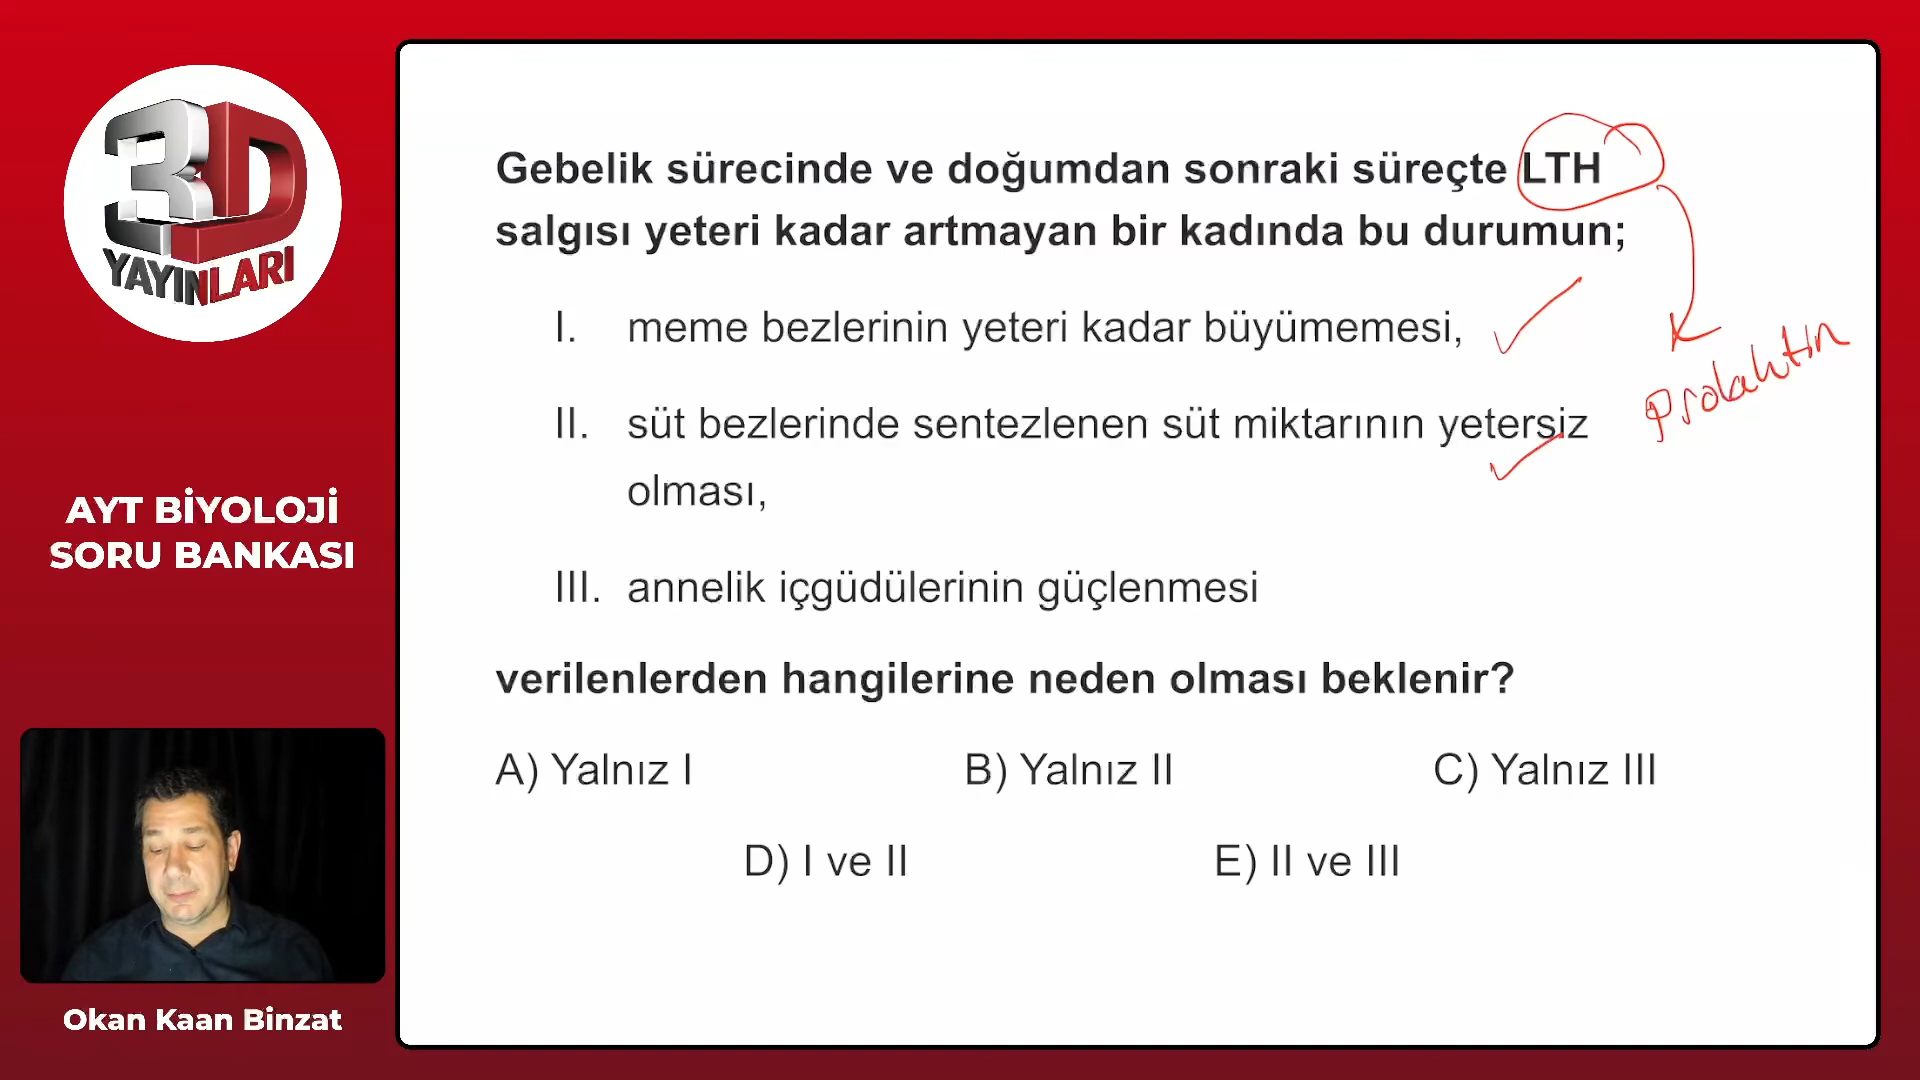 3D
YAYINLARI
AYT BİYOLOJİ
SORU BANKASI
Okan Kaan Binzat
Gebelik sürecinde ve doğumdan sonraki süreçte LTH
salgısı yeteri kadar artmayan bir kadında bu durumun;
I. meme bezlerinin yeteri kadar büyümemesi,
II. süt bezlerinde sentezlenen süt miktarının yetersiz
olması,
III. annelik içgüdülerinin güçlenmesi
prolaktin
verilenlerden hangilerine neden olması beklenir?
A) Yalnız I B) Yalnız II C) Yalnız III
D) I ve II E) II ve III